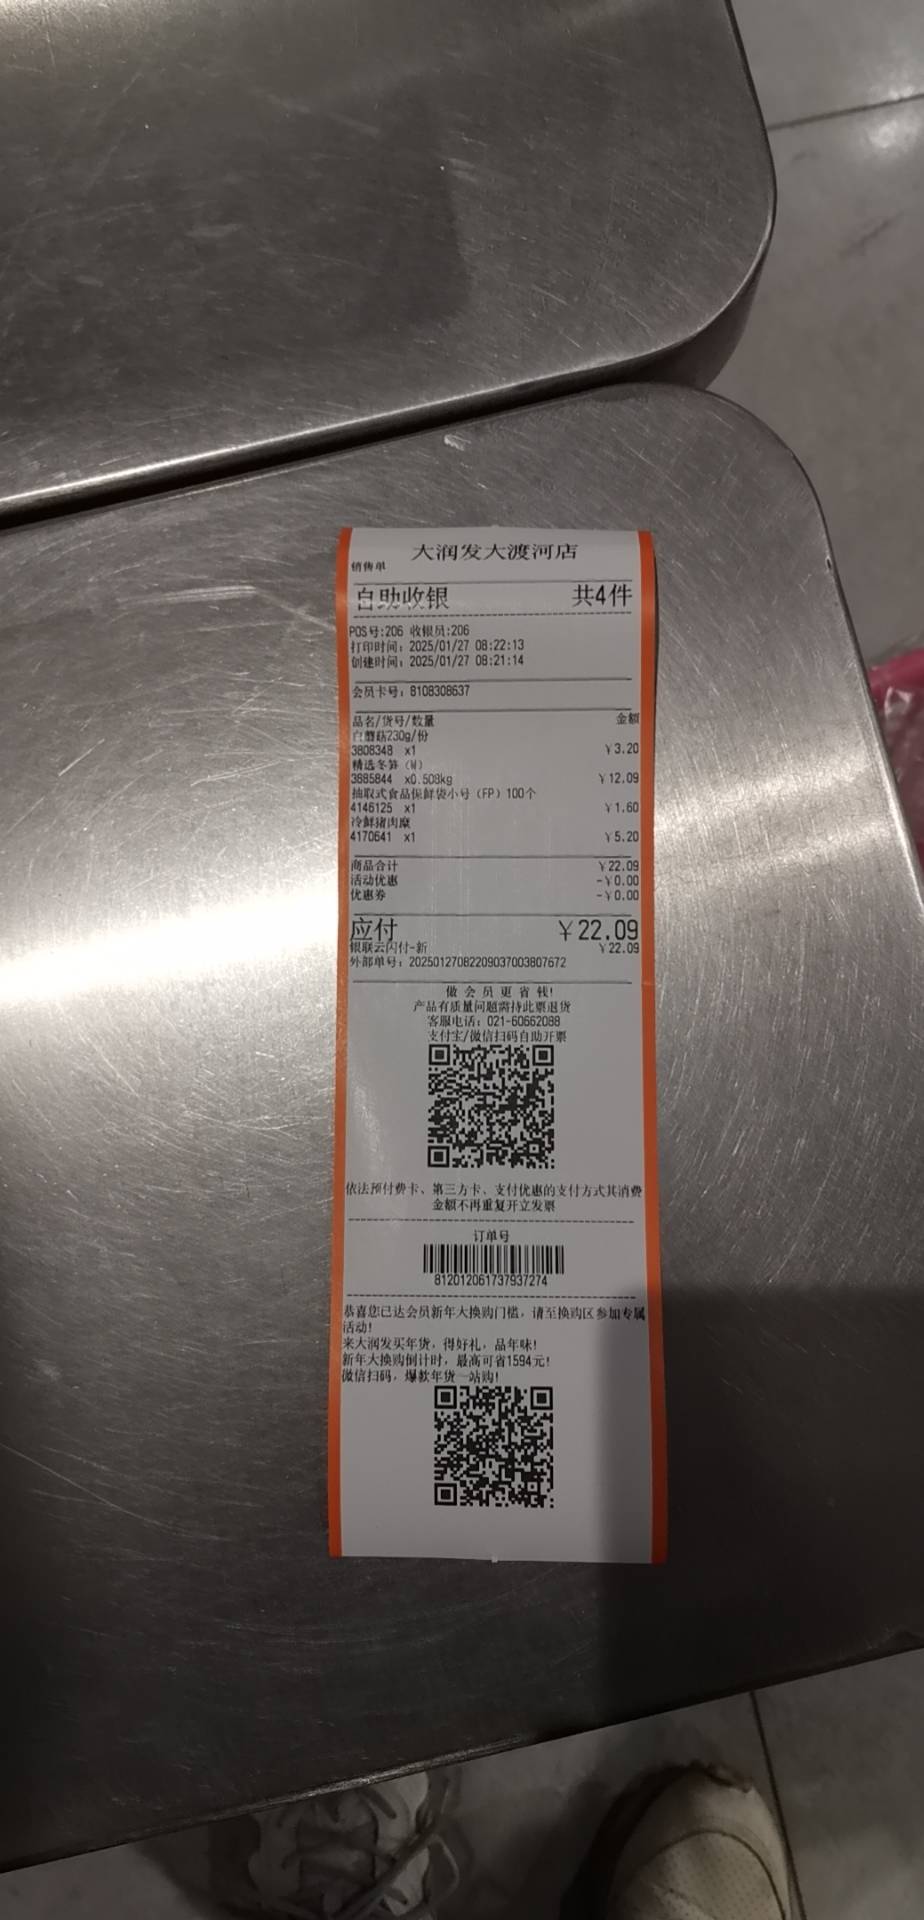 大润发大渡河店
销售单
自助收银 共4件
POS号:206 收银员:206
打印时间: 2025/01/27 08:22:13
创建时间: 2025/01/27 08:21:14
会员卡号: 8108308637
品名/货号/数量 金额
白蘑菇230g/份
3808348 x1 ¥3.20
精选冬笋（W）
3885844 x0.508kg ¥12.09
抽取式食品保鲜袋小号（FP）100个
4146125 x1 ¥1.60
冷鲜猪肉糜
4170641 x1 ¥5.20
商品合计 ¥22.09
活动优惠 -¥0.00
优惠券 -¥0.00
应付 ¥22.09
银联云闪付-新 ¥22.09
外部单号: 20250127082209037003807672
做会员更省钱!
产品有质量问题需持此票退货
客服电话: 021-60662088
支付宝/微信扫码自助开票
依法预付费卡、第三方卡、支付优惠的支付方式其消费
金额不再重复开立发票
订单号
812012061737937274
恭喜您已达会员新年大换购门槛，请至换购区参加专属
活动!
来大润发买年货，得好礼，品年味!
新年大换购倒计时，最高可省1594元!
微信扫码，爆款年货一站购!